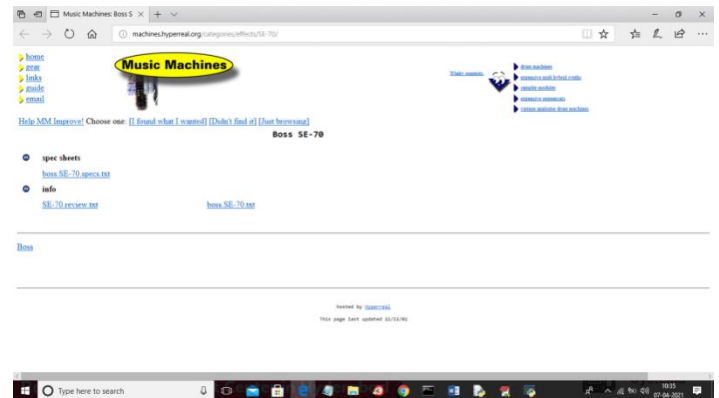 Music Machines: Boss S
machines.hyperreal.org/categories/effects/SE-70/
home
gear
links
guide
email
Music Machines
drum machines
Help MM Improve! Choose one: [I found what I wanted] [Didn't find it] [Just browsing]
Boss SE-70
spec sheets
boss.SE-70.specs.txt
info
SE-70.review.txt
boss.SE-70.txt
Boss
hosted by Hyperreal
This page last updated 11/11/01
Type here to search
10:35
07-04-2021